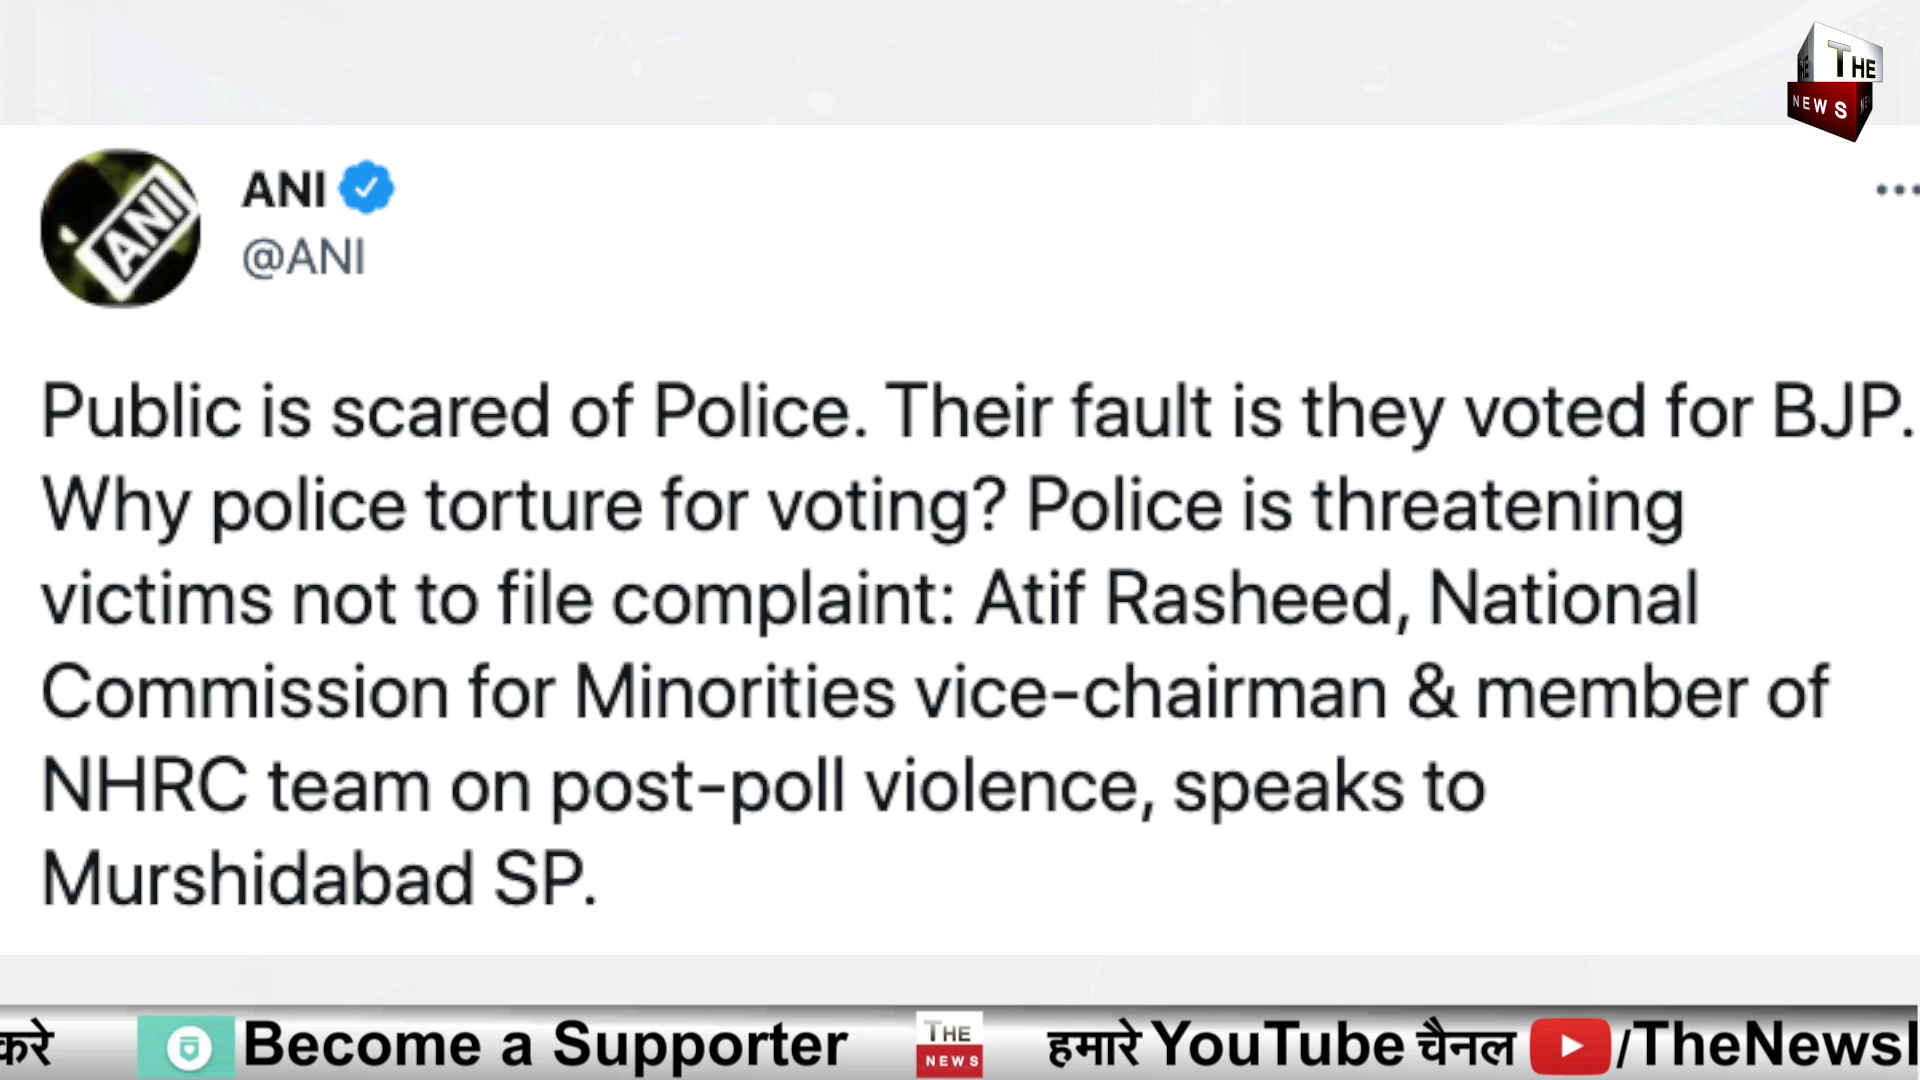 THE
NEWS
ANI
ANI
@ANI
Public is scared of Police. Their fault is they voted for BJP.
Why police torture for voting? Police is threatening
victims not to file complaint: Atif Rasheed, National
Commission for Minorities vice-chairman & member of
NHRC team on post-poll violence, speaks to
Murshidabad SP.
करे Become a Supporter THE NEWS हमारे YouTube चैनल /TheNews